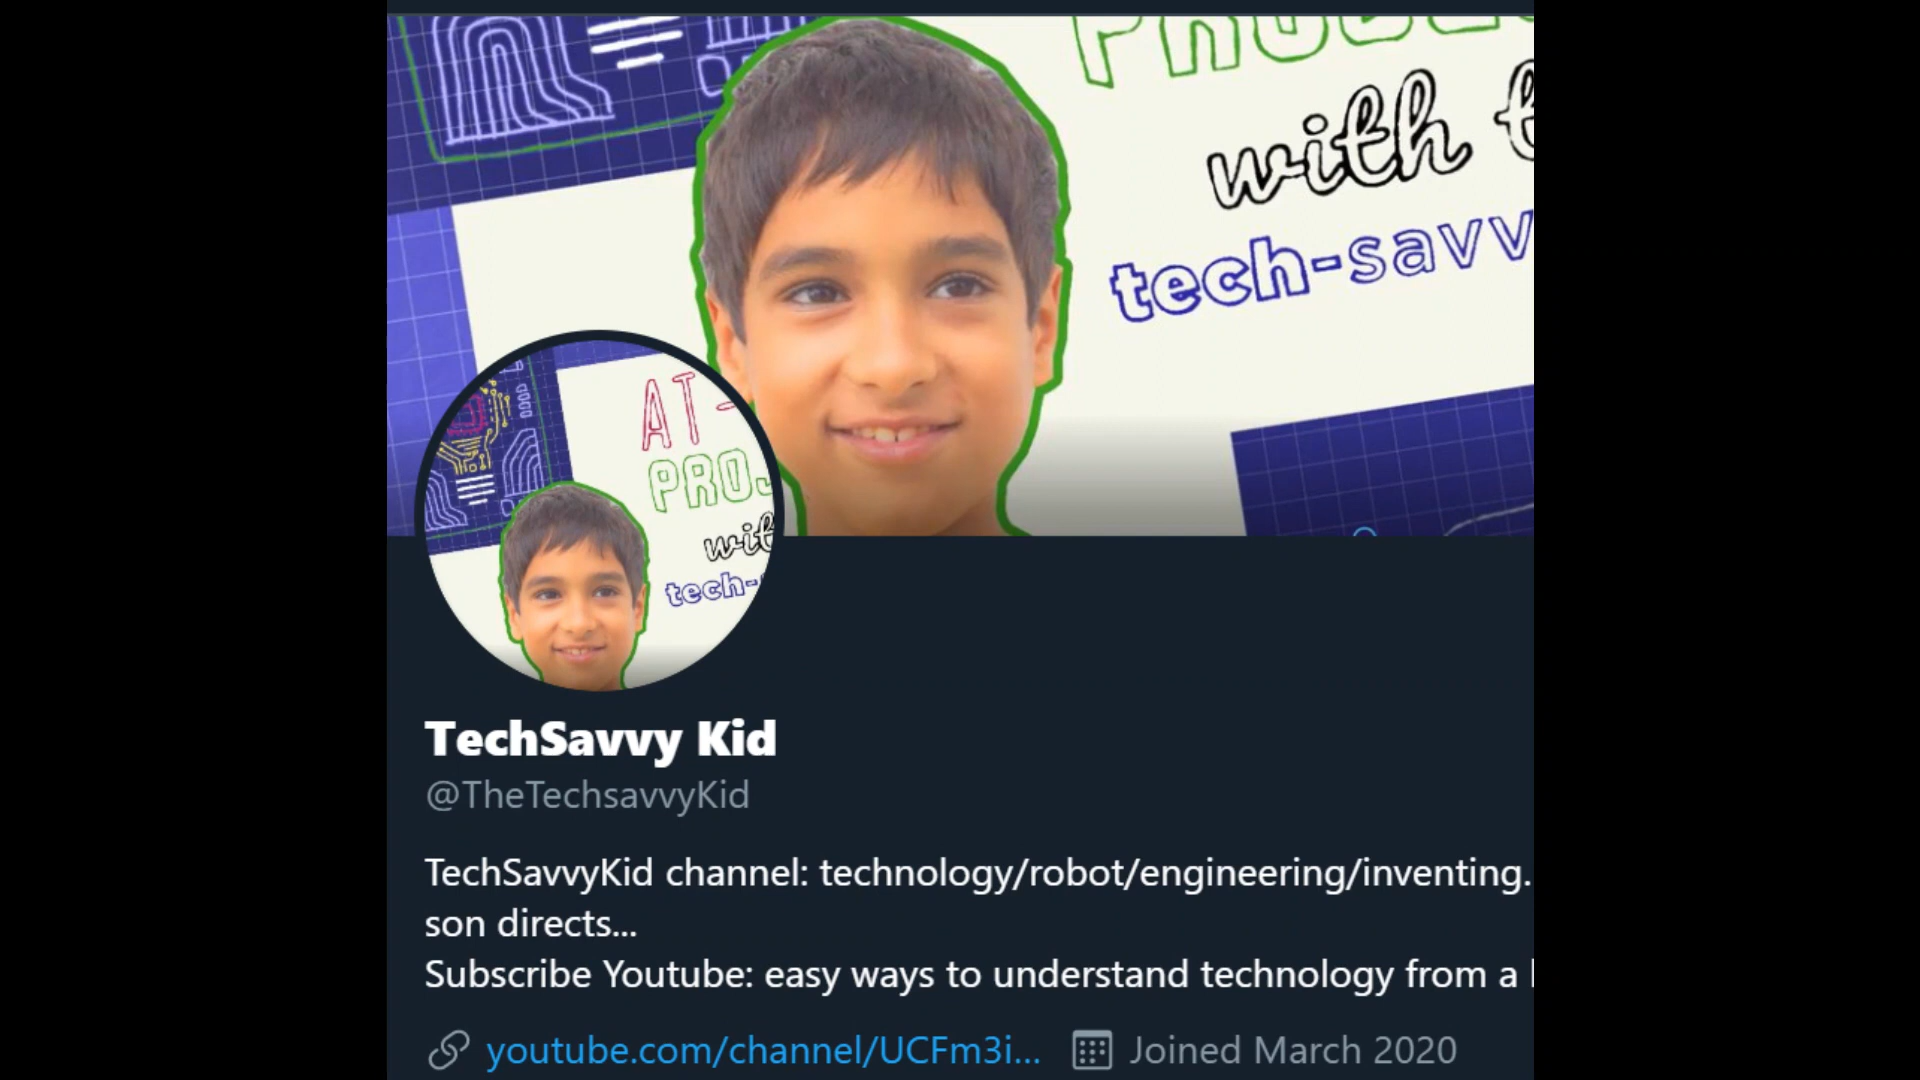 with
tech-savv
AT-
PROJ
with
tech-
TechSavvy Kid
@TheTechsavvyKid
TechSavvyKid channel: technology/robot/engineering/inventing.
son directs...
Subscribe Youtube: easy ways to understand technology from a
youtube.com/channel/UCFm3i...
Joined March 2020